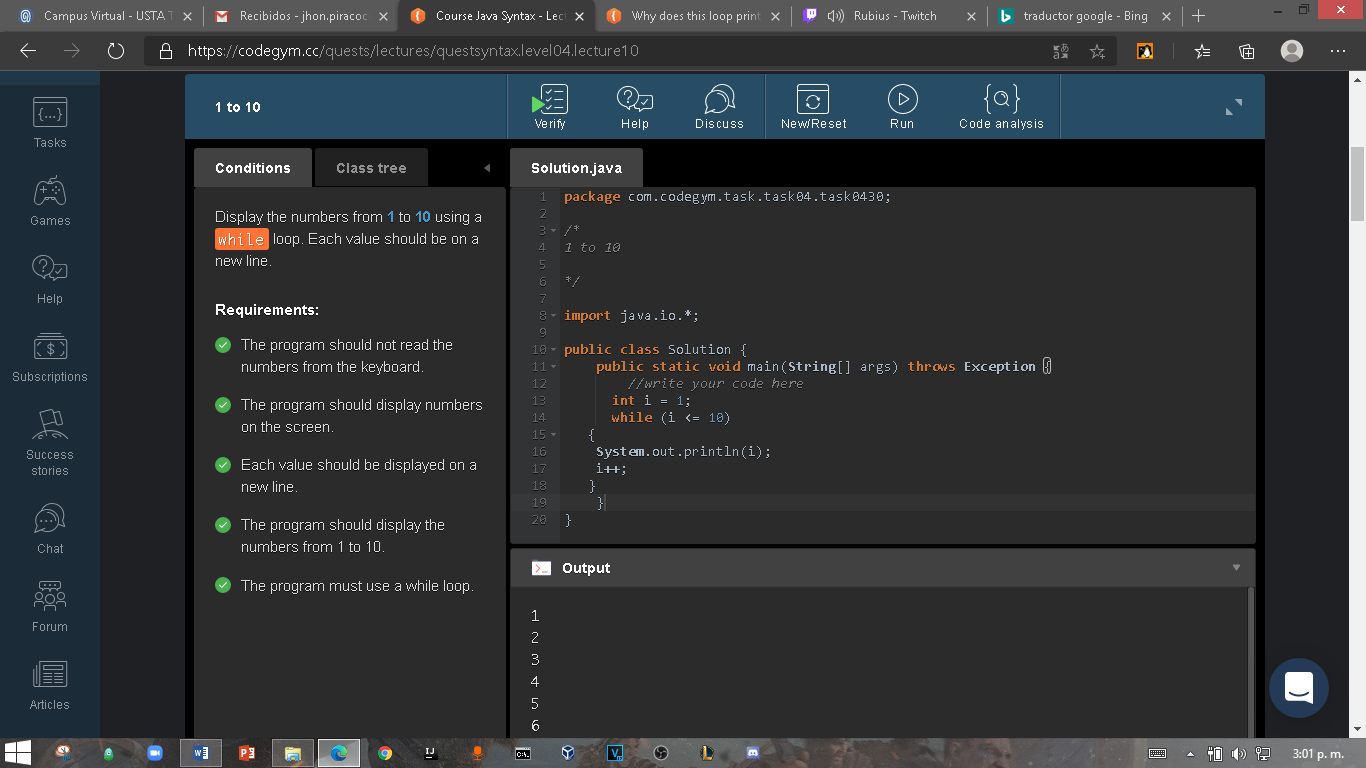 Campus Virtual - USTA T
Recibidos - jhon.piracoc
Course Java Syntax - Lec
Why does this loop print
Rubius - Twitch
traductor google - Bing
https://codegym.cc/quests/lectures/questsyntax.level04.lecture10
Tasks
Games
Help
Subscriptions
Success
stories
Chat
Forum
Articles
1 to 10
Verify
Help
Discuss
New/Reset
Run
Code analysis
Conditions
Class tree
Display the numbers from 1 to 10 using a
while loop. Each value should be on a
new line.
Requirements:
The program should not read the
numbers from the keyboard.
The program should display numbers
on the screen.
Each value should be displayed on a
new line.
The program should display the
numbers from 1 to 10.
The program must use a while loop.
Solution.java
1 package com.codegym.task.task04.task0430;
2
3 /*
4 1 to 10
5
6 */
7
8 import java.io.*;
9
10 public class Solution {
11 public static void main(String[] args) throws Exception {
12 //write your code here
13 int i = 1;
14 while (i <= 10)
15 {
16 System.out.println(i);
17 i++;
18 }
19 }
20 }
Output
1
2
3
4
5
6
3:01 p. m.